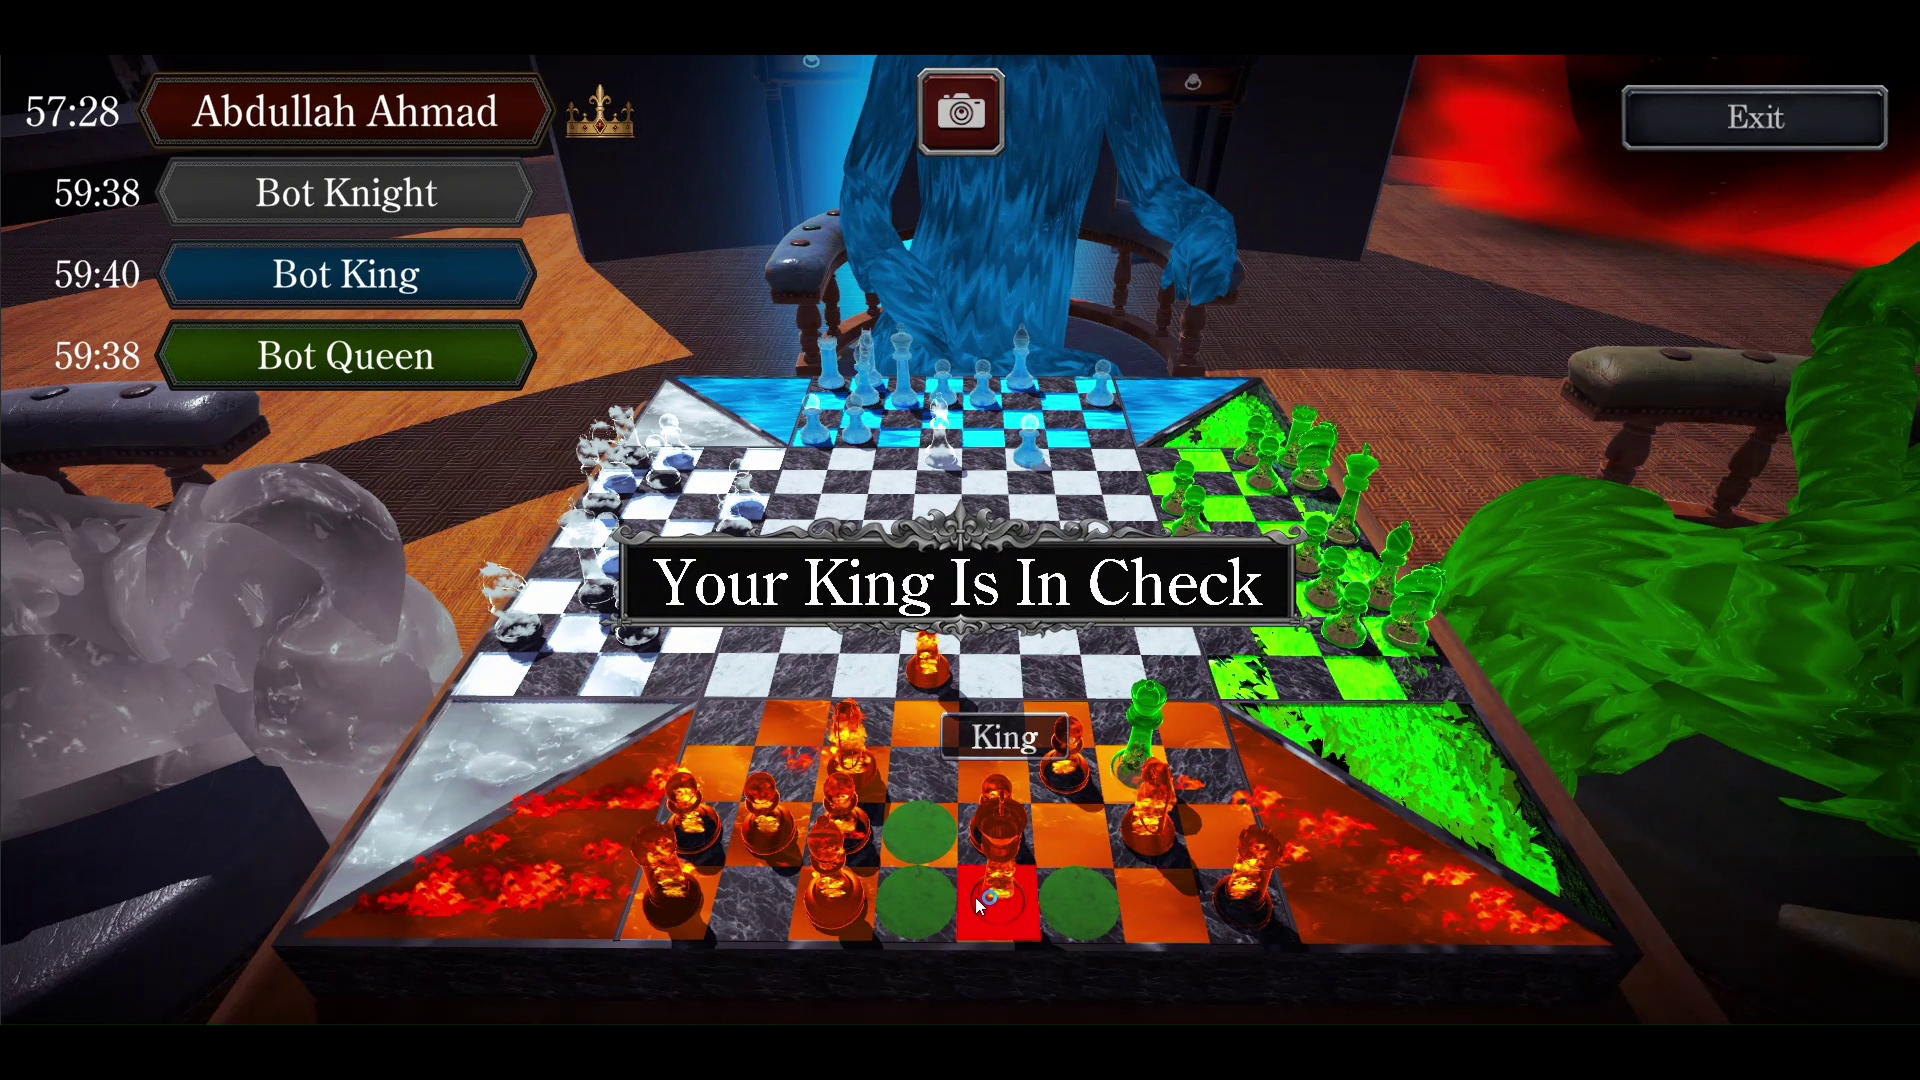 57:28 Abdullah Ahmad
Exit
59:38 Bot Knight
59:40 Bot King
59:38 Bot Queen
Your King Is In Check
King